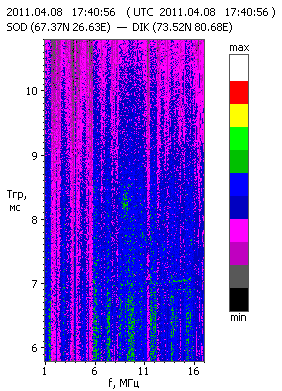 2011.04.08 17:40:56 (UTC 2011.04.08 17:40:56)
SOD (67.37N 26.63E) — DIK (73.52N 80.68E)
max
10
9
Tгр,
мс
8
7
6
min
1 6 11 16
f, МГц